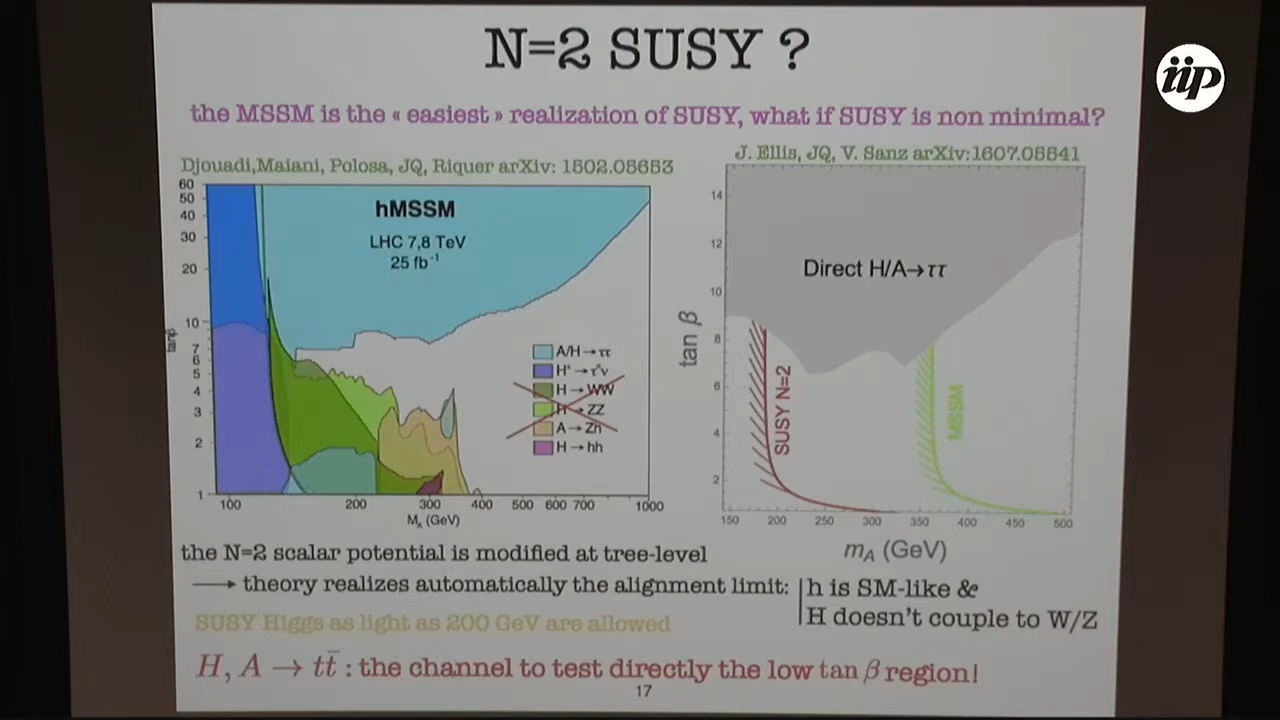 N=2 SUSY ?
iip
the MSSM is the « easiest » realization of SUSY, what if SUSY is non minimal?
Djouadi,Maiani, Polosa, JQ, Riquer arXiv: 1502.05653
60
50
40
30
20
10
7
6
5
4
3
2
1
tanβ
hMSSM
LHC 7,8 TeV
25 fb⁻¹
A/H→ττ
H⁺→τ⁺ν
H→WW
H→ZZ
A→Zh
H→hh
100 200 300 400 500 600 700 1000
M_A (GeV)
J. Ellis, JQ, V. Sanz arXiv:1607.05541
14
12
10
8
6
4
2
tan β
Direct H/A→ττ
SUSY N=2
MSSM
150 200 250 300 350 400 450 500
m_A (GeV)
the N=2 scalar potential is modified at tree-level
→ theory realizes automatically the alignment limit:
h is SM-like &
H doesn't couple to W/Z
SUSY Higgs as light as 200 GeV are allowed
H, A → tt̄ : the channel to test directly the low tan β region!
17